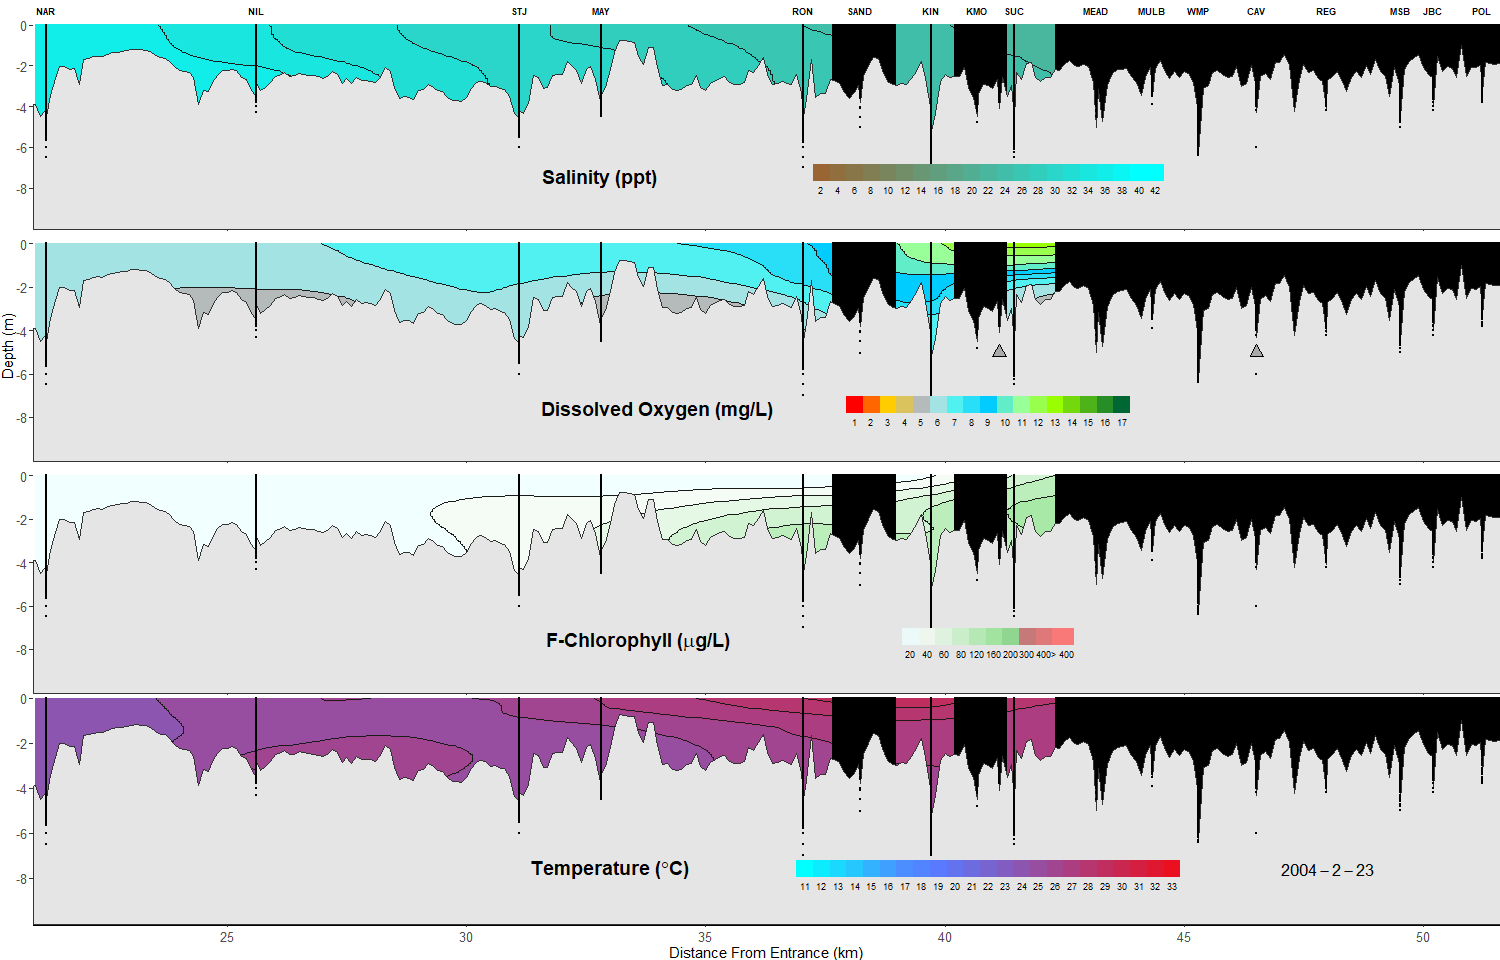 NAR NIL STJ MAY RON SAND KIN KMO SUC MEAD MULB WMP CAV REG MSB JBC POL
0
-2
-4
-6
-8
Salinity (ppt)
2 4 6 8 10 12 14 16 18 20 22 24 26 28 30 32 34 36 38 40 42
0
-2
-4
-6
-8
Depth (m)
Dissolved Oxygen (mg/L)
1 2 3 4 5 6 7 8 9 10 11 12 13 14 15 16 17
0
-2
-4
-6
-8
F-Chlorophyll (μg/L)
20 40 60 80 120 160 200 300 400> 400
0
-2
-4
-6
-8
Temperature (°C)
11 12 13 14 15 16 17 18 19 20 21 22 23 24 25 26 27 28 29 30 31 32 33
2004 – 2 – 23
25 30 35 40 45 50
Distance From Entrance (km)